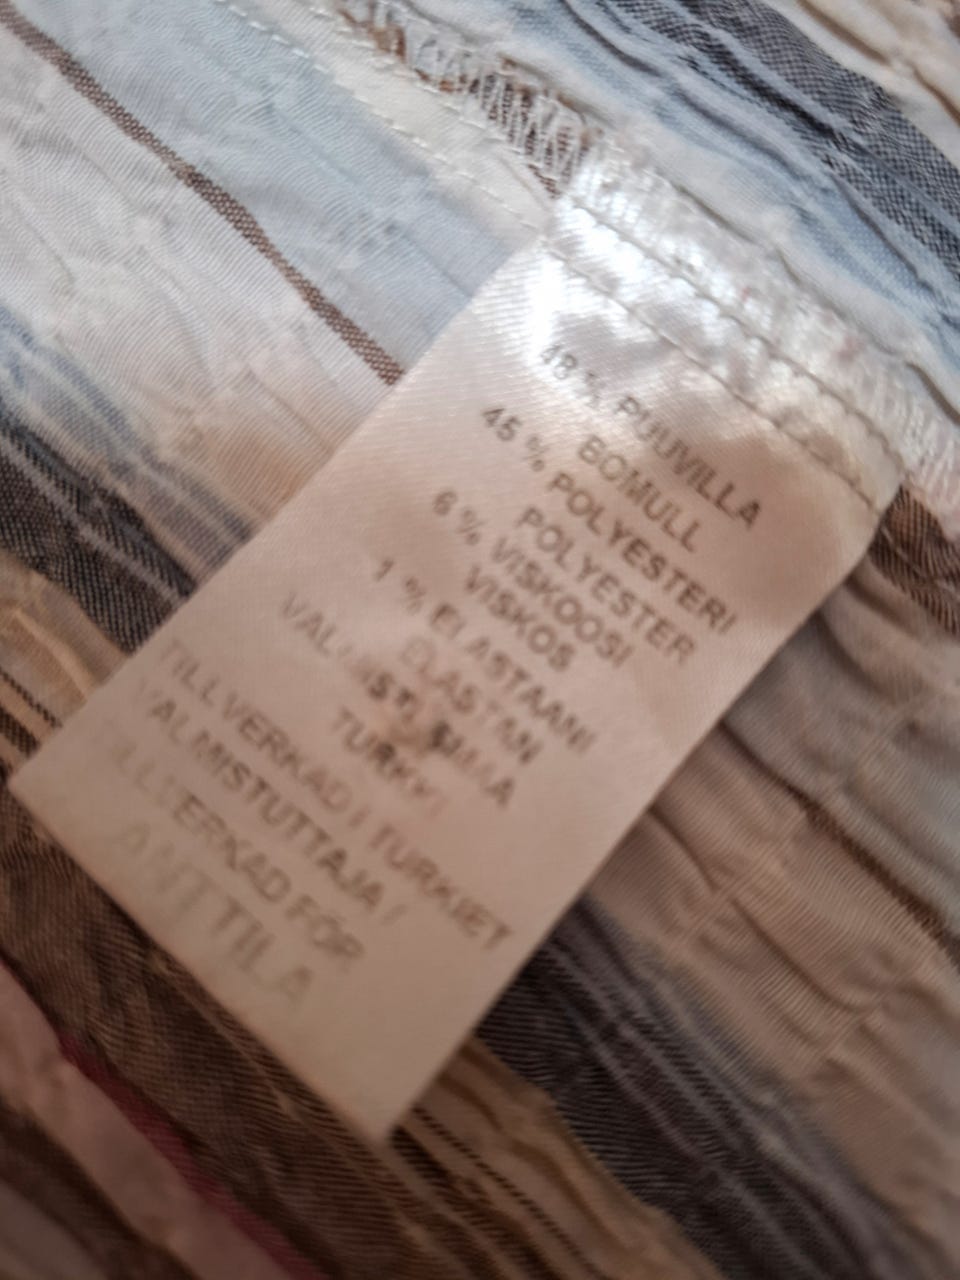 48 % PUUVILLA
BOMULL
45 % POLYESTERI
POLYESTER
6 % VISKOOSI
VISKOS
1 % ELASTAANI
ELASTAN
VALMISTUSMAA
TURKKI
TILLVERKAD I TURKIET
VALMISTUTTAJA /
TILLVERKAD FÖR
ANTTILA